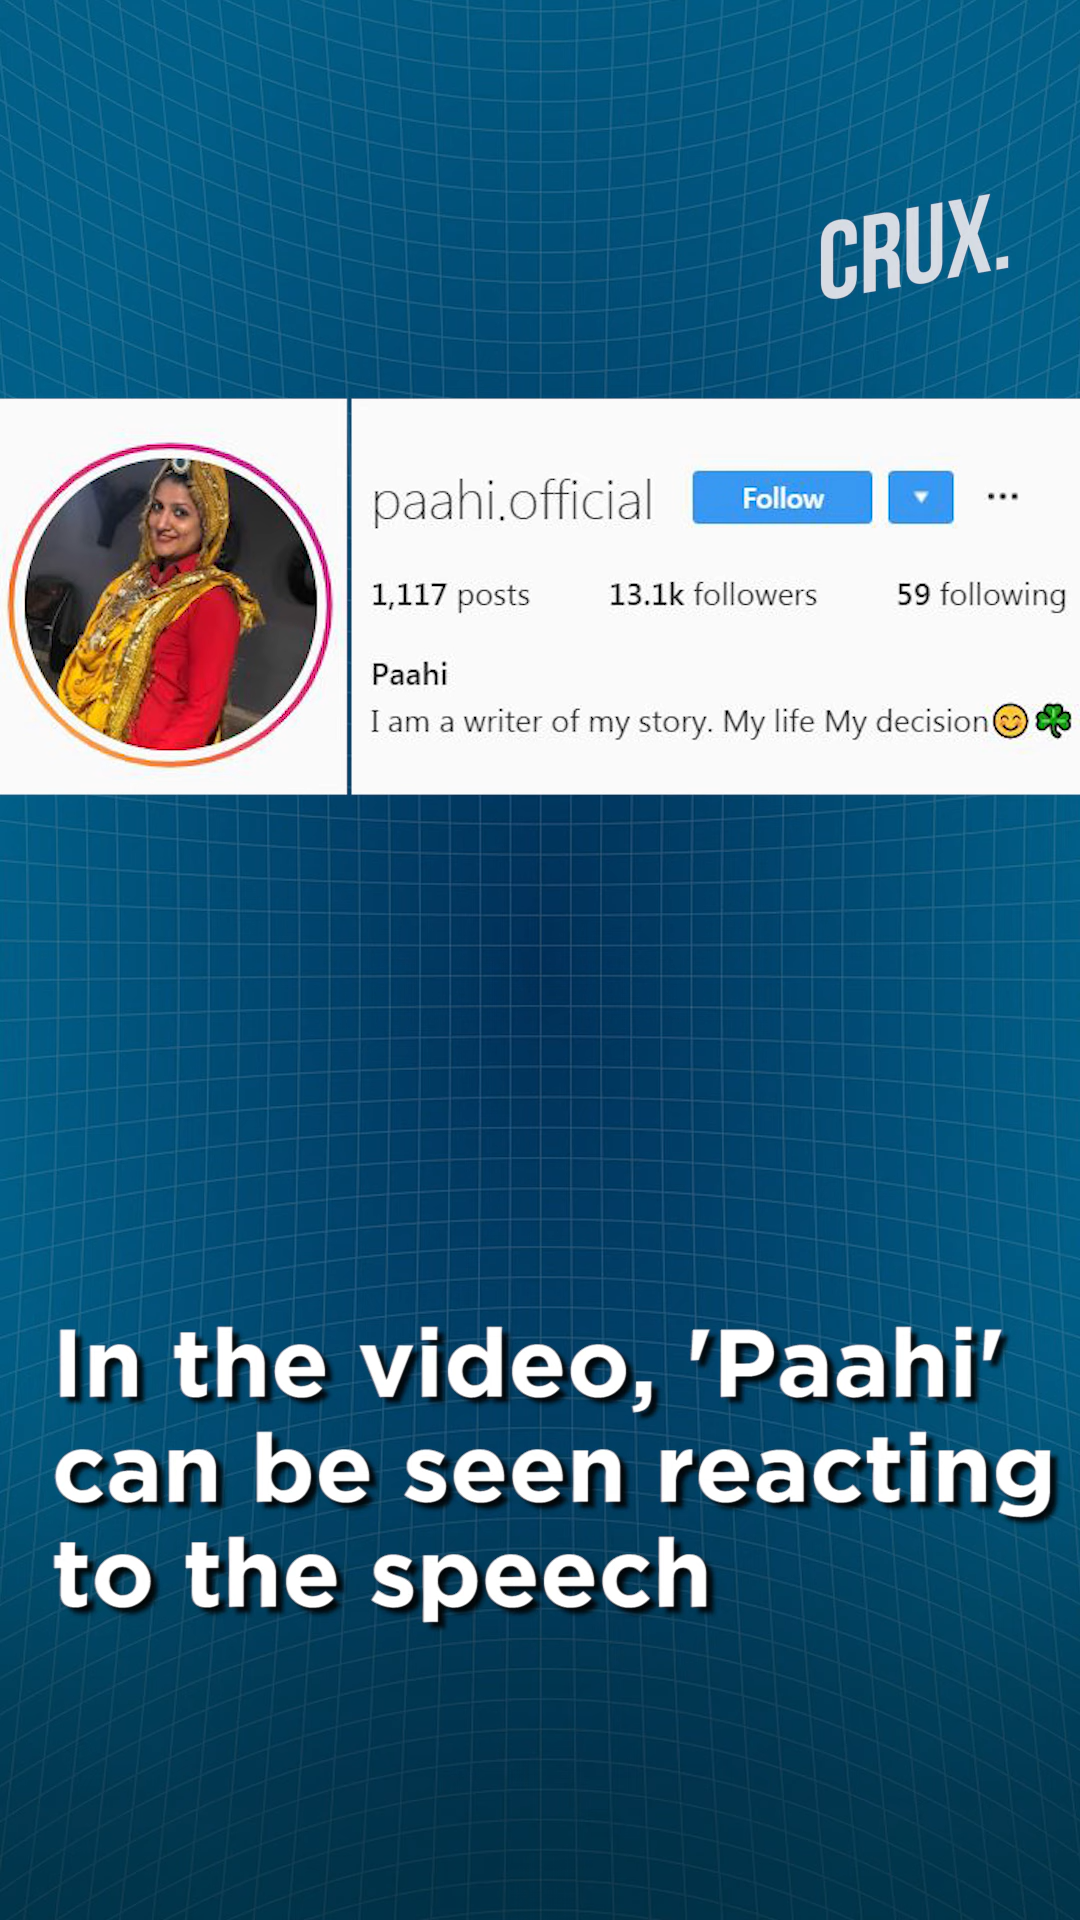 CRUX.
paahi.official Follow
1,117 posts 13.1k followers 59 following
Paahi
I am a writer of my story. My life My decision😊☘️
In the video, 'Paahi'
can be seen reacting
to the speech